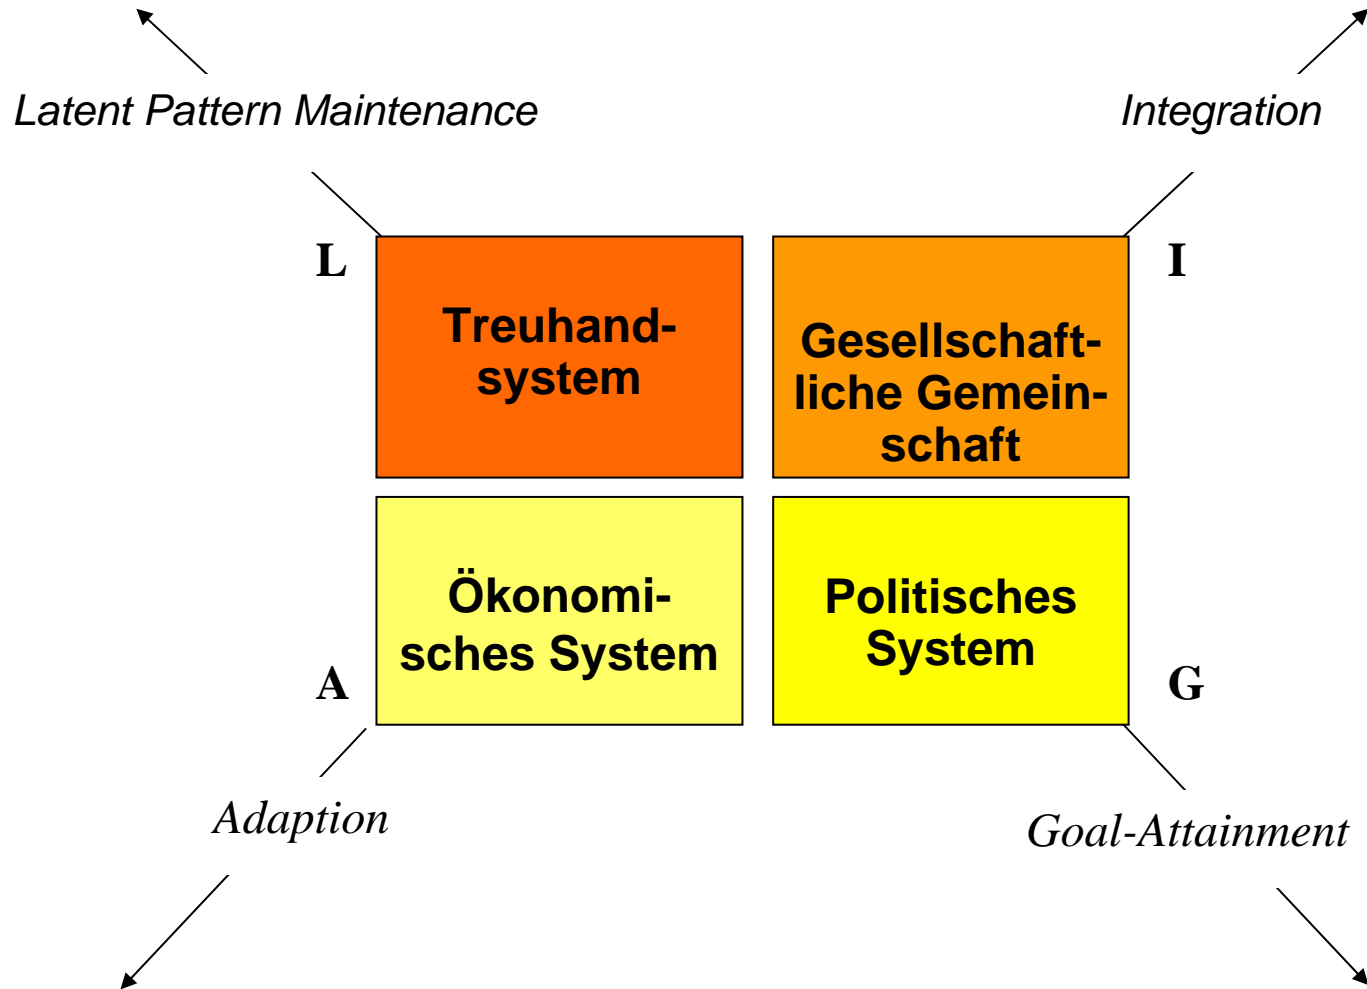 Latent Pattern Maintenance
Integration
L
I
Treuhand-
system
Gesellschaft-
liche Gemein-
schaft
Ökonomi-
sches System
Politisches
System
A
G
Adaption
Goal-Attainment